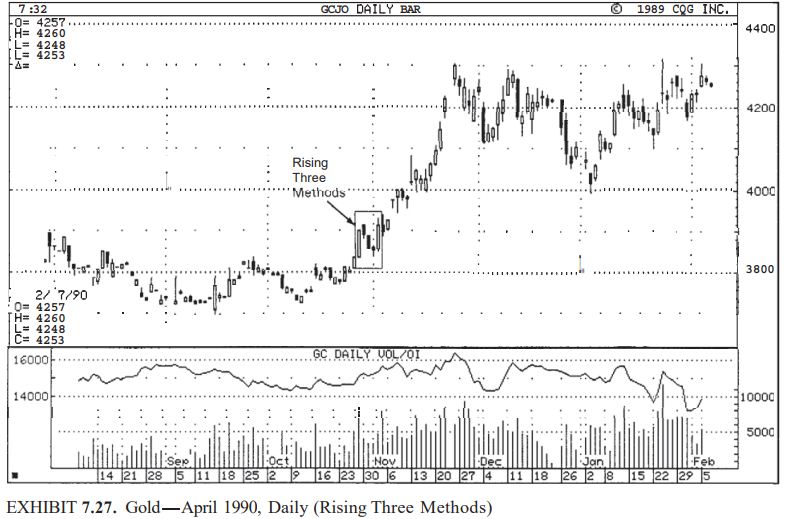 7:32 GCJO DAILY BAR © 1989 CQG INC.
O= 4257
H= 4260
L= 4248
L= 4253
Δ=
4400
4200
4000
3800
Rising
Three
Methods
2/ 7/90
O= 4257
H= 4260
L= 4248
C= 4253
GC DAILY VOL/OI
16000
14000
10000
5000
Sep Oct Nov Dec Jan Feb
14 21 28 5 11 18 25 2 9 16 23 30 6 13 20 27 4 11 18 26 2 8 15 22 29 5
EXHIBIT 7.27. Gold—April 1990, Daily (Rising Three Methods)